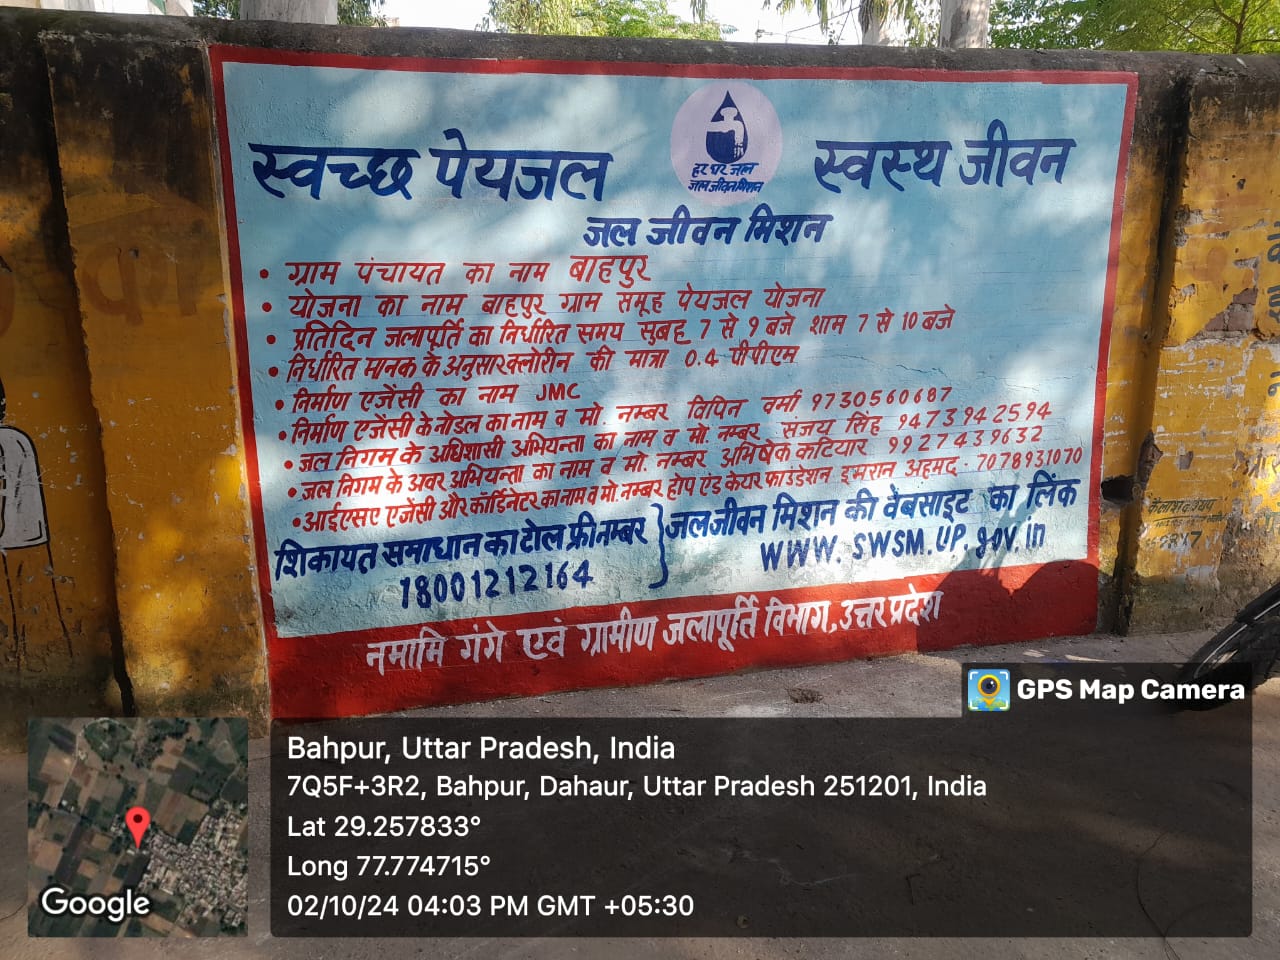 स्वच्छ पेयजल
हर घर जल
जल जीवन मिशन
स्वस्थ जीवन
जल जीवन मिशन
• ग्राम पंचायत का नाम बाहपुर
• योजना का नाम बाहपुर ग्राम समूह पेयजल योजना
• प्रतिदिन जलापूर्ति का निर्धारित समय सुबह 7 से 9 बजे शाम 7 से 10 बजे
• निर्धारित मानक के अनुसार क्लोरीन की मात्रा 0.4 पीपीएम
• निर्माण एजेंसी का नाम JMC
• निर्माण एजेंसी के नोडल का नाम व मो. नम्बर विपिन वर्मा 9730560687
• जल निगम के अधिशासी अभियन्ता का नाम व मो. नम्बर संजय सिंह 9473942594
• जल निगम के अवर अभियन्ता का नाम व मो. नम्बर अभिषेक कटियार 9927439632
• आईएसए एजेंसी और कॉर्डिनेटर का नाम व मो नम्बर होप एंड केयर फाउंडेशन इमरान अहमद - 7078931070
शिकायत समाधान का टोल फ्री नम्बर
18001212164
जल जीवन मिशन की वेबसाइट का लिंक
WWW. SWSM.UP.gov.in
नमामि गंगे एवं ग्रामीण जलापूर्ति विभाग, उत्तर प्रदेश
GPS Map Camera
Bahpur, Uttar Pradesh, India
7Q5F+3R2, Bahpur, Dahaur, Uttar Pradesh 251201, India
Lat 29.257833°
Long 77.774715°
02/10/24 04:03 PM GMT +05:30
Google